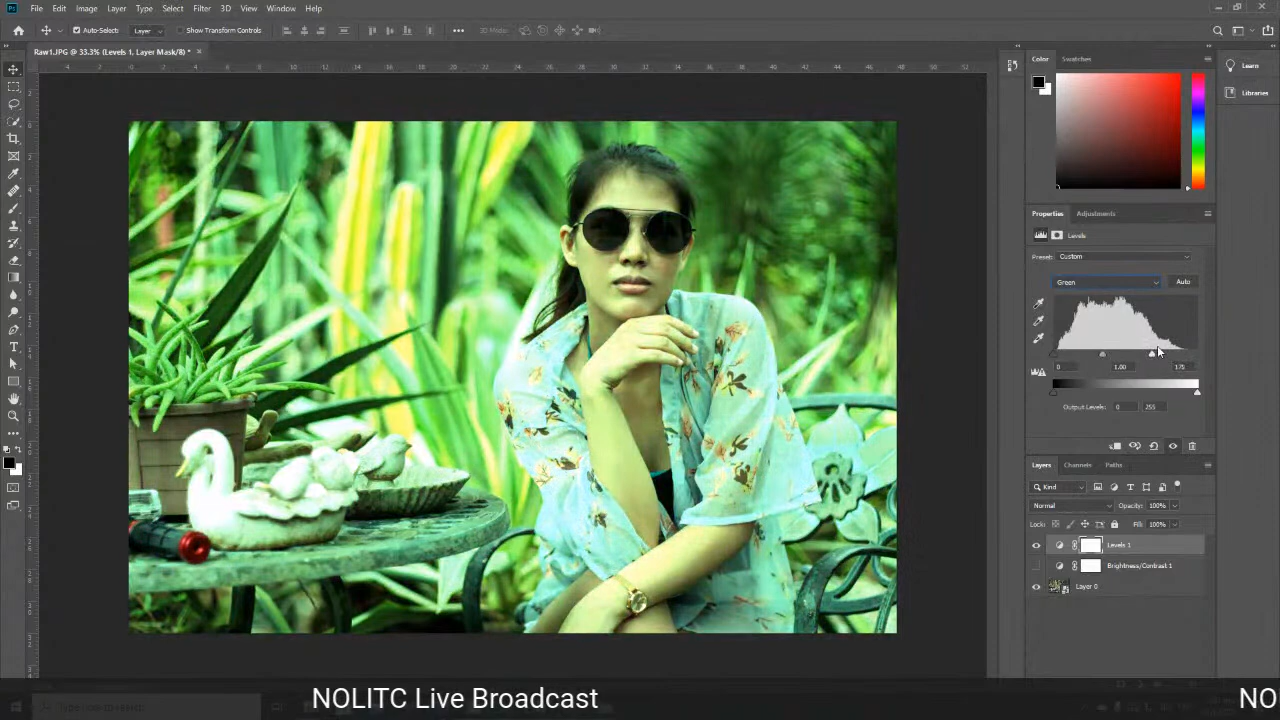 Ps File Edit Image Layer Type Select Filter 3D View Window Help
Auto-Select: Layer Show Transform Controls 3D Mode:
Raw1.JPG @ 33.3% (Levels 1, Layer Mask/8) *
Color Swatches
Learn
Libraries
Properties Adjustments
Levels
Preset: Custom
Green Auto
0 1.00 175
Output Levels: 0 255
Layers Channels Paths
Kind
Normal Opacity: 100%
Lock: Fill: 100%
Levels 1
Brightness/Contrast 1
Layer 0
NOLITC Live Broadcast NO